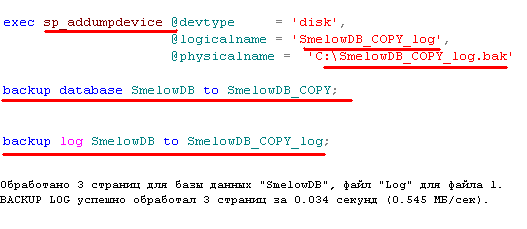 exec sp_addumpdevice @devtype = 'disk',
@logicalname = 'SmelowDB_COPY_log',
@physicalname = 'C:\SmelowDB_COPY_log.bak'
backup database SmelowDB to SmelowDB_COPY;
backup log SmelowDB to SmelowDB_COPY_log;
Обработано 3 страниц для базы данных "SmelowDB", файл "Log" для файла 1.
BACKUP LOG успешно обработал 3 страниц за 0.034 секунд (0.545 МБ/сек).